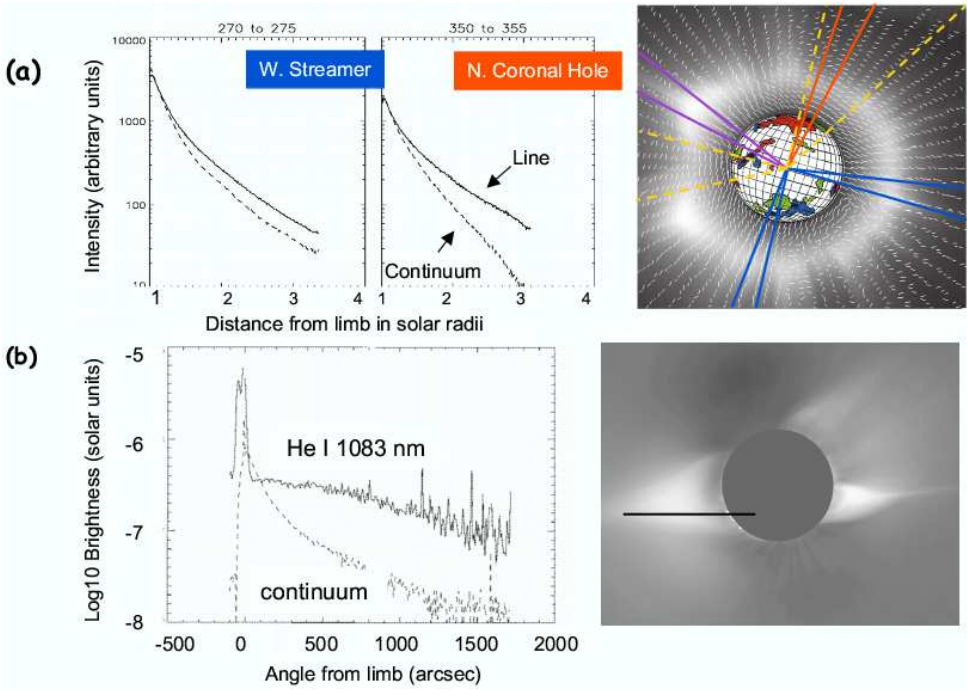 (a)
270 to 275
350 to 355
W. Streamer
N. Coronal Hole
Intensity (arbitrary units)
10000
1000
100
10
Line
Continuum
1 2 3 4
1 2 3 4
Distance from limb in solar radii
(b)
Log10 Brightness (solar units)
-5
-6
-7
-8
He I 1083 nm
continuum
-500 0 500 1000 1500 2000
Angle from limb (arcsec)